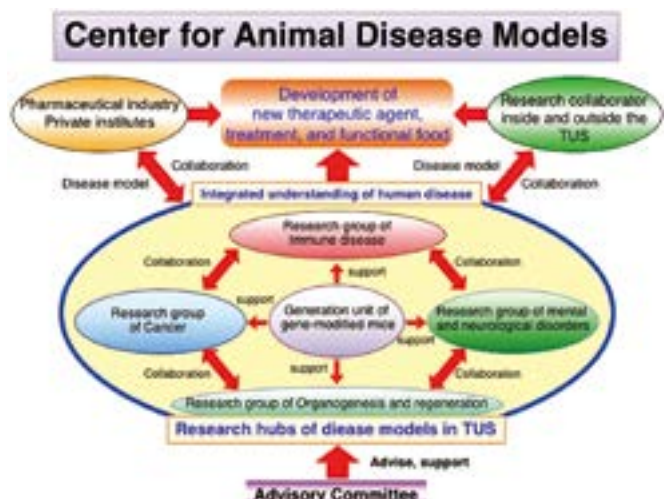 Center for Animal Disease Models
Pharmaceutical industry
Private institutes
Development of
new therapeutic agent,
treatment, and functional food
Research collaborator
inside and outside the
TUS
Collaboration
Disease model
Disease model
Collaboration
Integrated understanding of human disease
Research group of
Immune disease
Collaboration
Collaboration
support
Research group
of Cancer
support
Generation unit of
gene-modified mice
support
Research group of mental
and neurological disorders
support
Collaboration
Collaboration
Research group of Organogenesis and regeneration
Research hubs of diease models in TUS
Advise, support
Advisory Committee